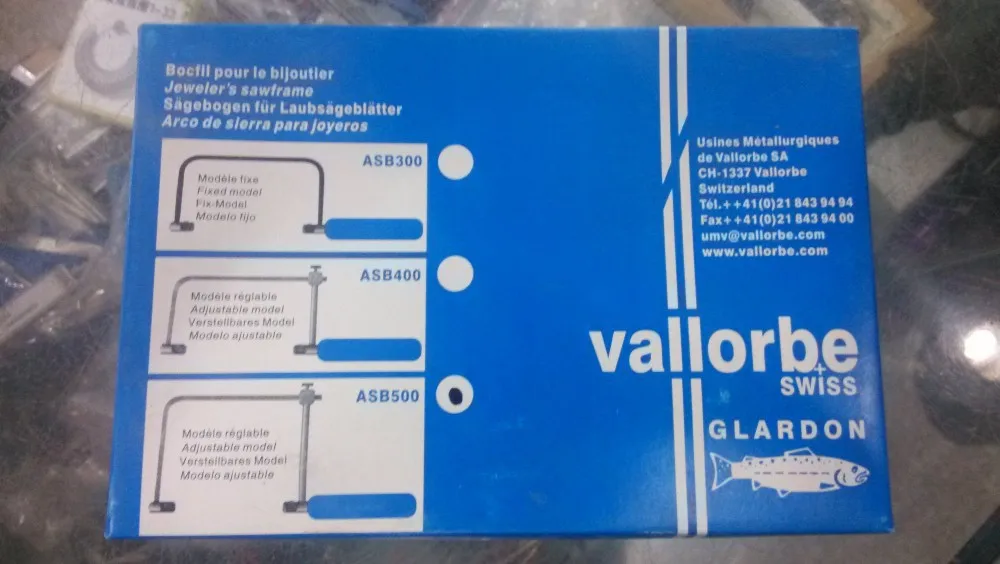 Bocfil pour le bijoutier
Jeweler's sawframe
Sägebogen für Laubsägeblätter
Arco de sierra para joyeros
ASB300
Modèle fixe
Fixed model
Fix-Model
Modelo fijo
ASB400
Modèle réglable
Adjustable model
Verstellbares Model
Modelo ajustable
ASB500
Modèle réglable
Adjustable model
Verstellbares Model
Modelo ajustable
Usines Métallurgiques
de Vallorbe SA
CH-1337 Vallorbe
Switzerland
Tél.++41(0)21 843 94 94
Fax++41(0)21 843 94 00
umv@vallorbe.com
www.vallorbe.com
vallorbe
SWISS
GLARDON